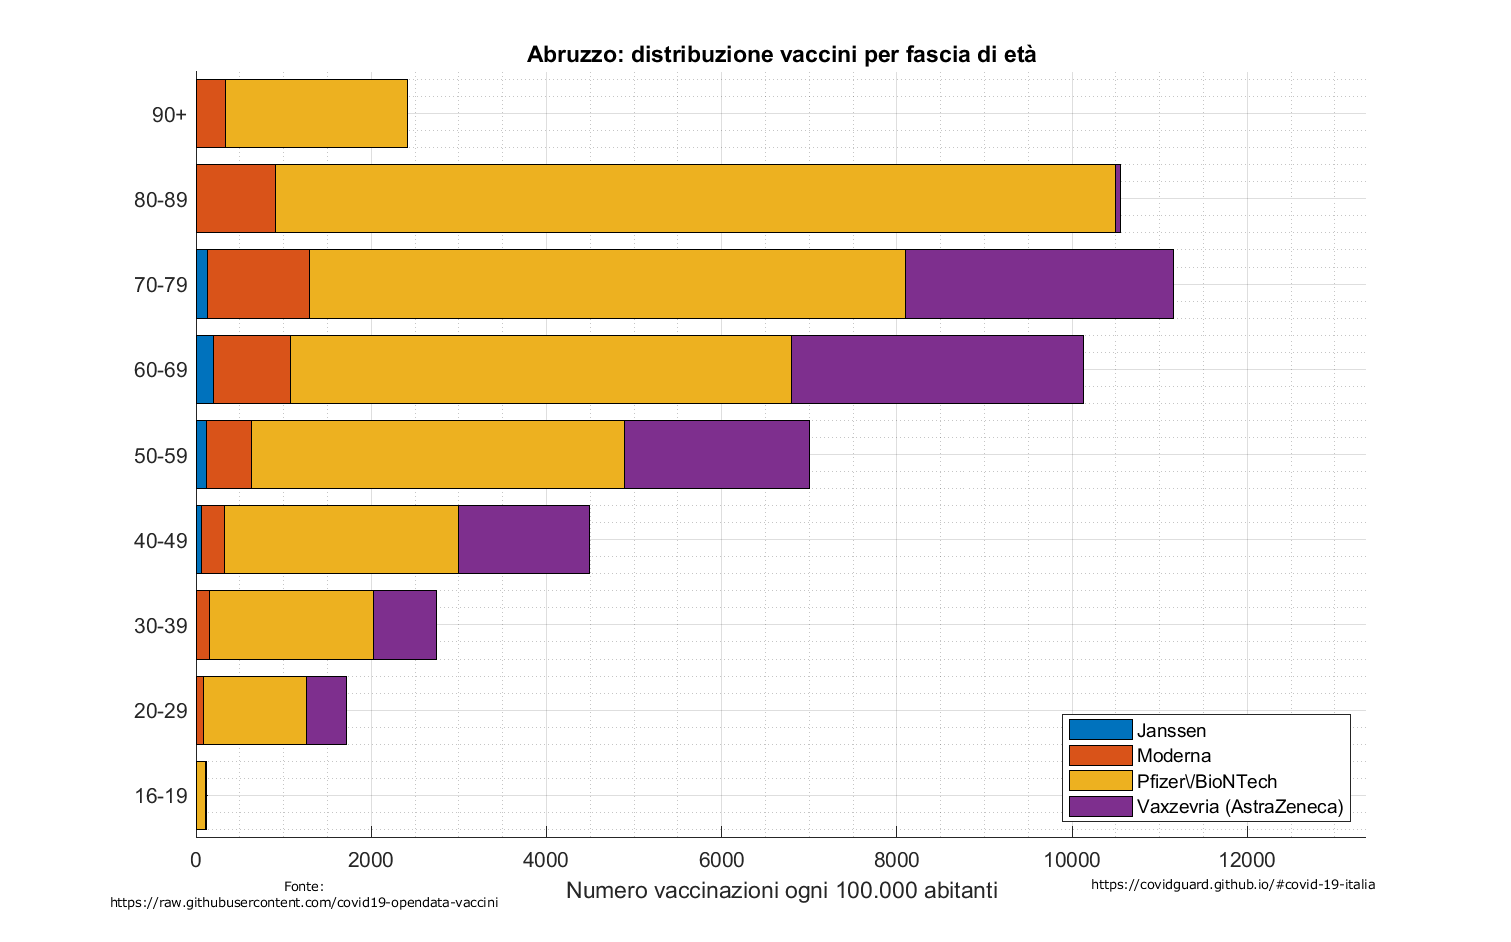 Abruzzo: distribuzione vaccini per fascia di età
90+
80-89
70-79
60-69
50-59
40-49
30-39
20-29
16-19
Janssen
Moderna
Pfizer\/BioNTech
Vaxzevria (AstraZeneca)
0 2000 4000 6000 8000 10000 12000
Numero vaccinazioni ogni 100.000 abitanti
Fonte:
https://raw.githubusercontent.com/covid19-opendata-vaccini
https://covidguard.github.io/#covid-19-italia